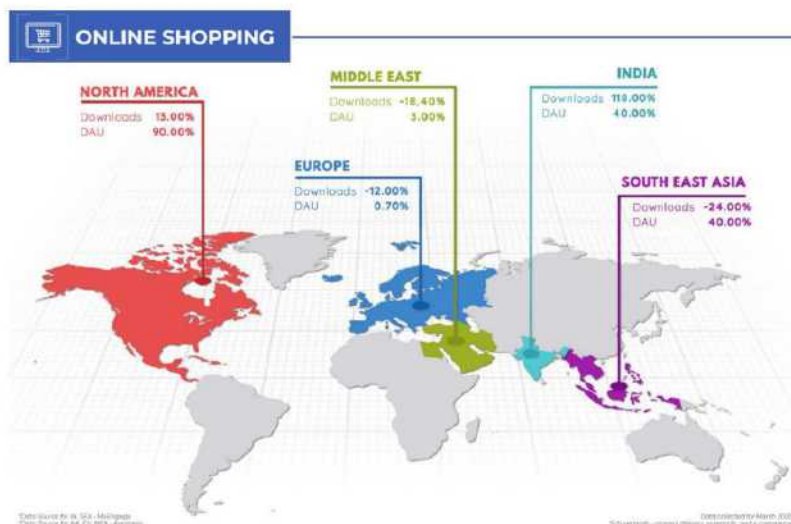 ONLINE SHOPPING
NORTH AMERICA
Downloads 13.00%
DAU 90.00%
MIDDLE EAST
Downloads -18.40%
DAU 3.00%
INDIA
Downloads 118.00%
DAU 40.00%
EUROPE
Downloads -12.00%
DAU 0.70%
SOUTH EAST ASIA
Downloads -24.00%
DAU 40.00%